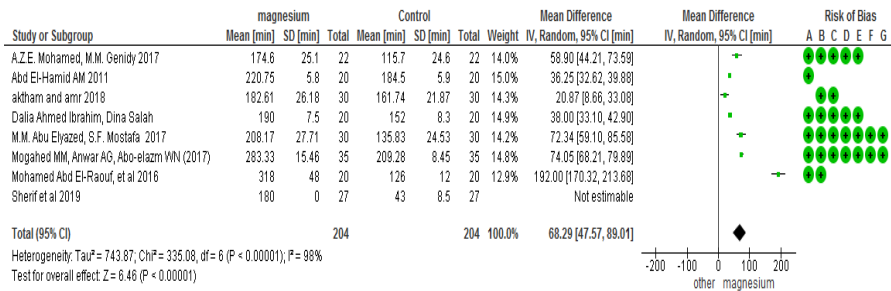 magnesium Control Mean Difference Mean Difference Risk of Bias
Study or Subgroup Mean [min] SD [min] Total Mean [min] SD [min] Total Weight IV, Random, 95% CI [min] IV, Random, 95% CI [min] A B C D E F G
A.Z.E. Mohamed, M.M. Genidy 2017 174.6 25.1 22 115.7 24.6 22 14.0% 58.90 [44.21, 73.59]
Abd El-Hamid AM 2011 220.75 5.8 20 184.5 5.9 20 14.9% 36.25 [32.62, 39.88]
aktham and amr 2018 182.61 26.18 30 161.74 21.87 30 14.3% 20.87 [8.66, 33.08]
Dalia Ahmed Ibrahim, Dina Salah 190 7.5 20 152 8.3 20 14.9% 38.00 [33.10, 42.90]
M.M. Abu Elyazed, S.F. Mostafa 2017 208.17 27.71 30 135.83 24.53 30 14.2% 72.34 [59.10, 85.58]
Mogahed MM, Anwar AG, Abo-elazm WN (2017) 283.33 15.46 35 209.28 8.45 35 14.8% 74.05 [68.21, 79.89]
Mohamed Abd El-Raouf, et al 2016 318 48 20 126 12 20 12.9% 192.00 [170.32, 213.68]
Sherif et al 2019 180 0 27 43 8.5 27 Not estimable
Total (95% CI) 204 204 100.0% 68.29 [47.57, 89.01]
Heterogeneity: Tau² = 743.87; Chi² = 335.08, df = 6 (P < 0.00001); I² = 98%
Test for overall effect: Z = 6.46 (P < 0.00001)
-200 -100 0 100 200
other magnesium